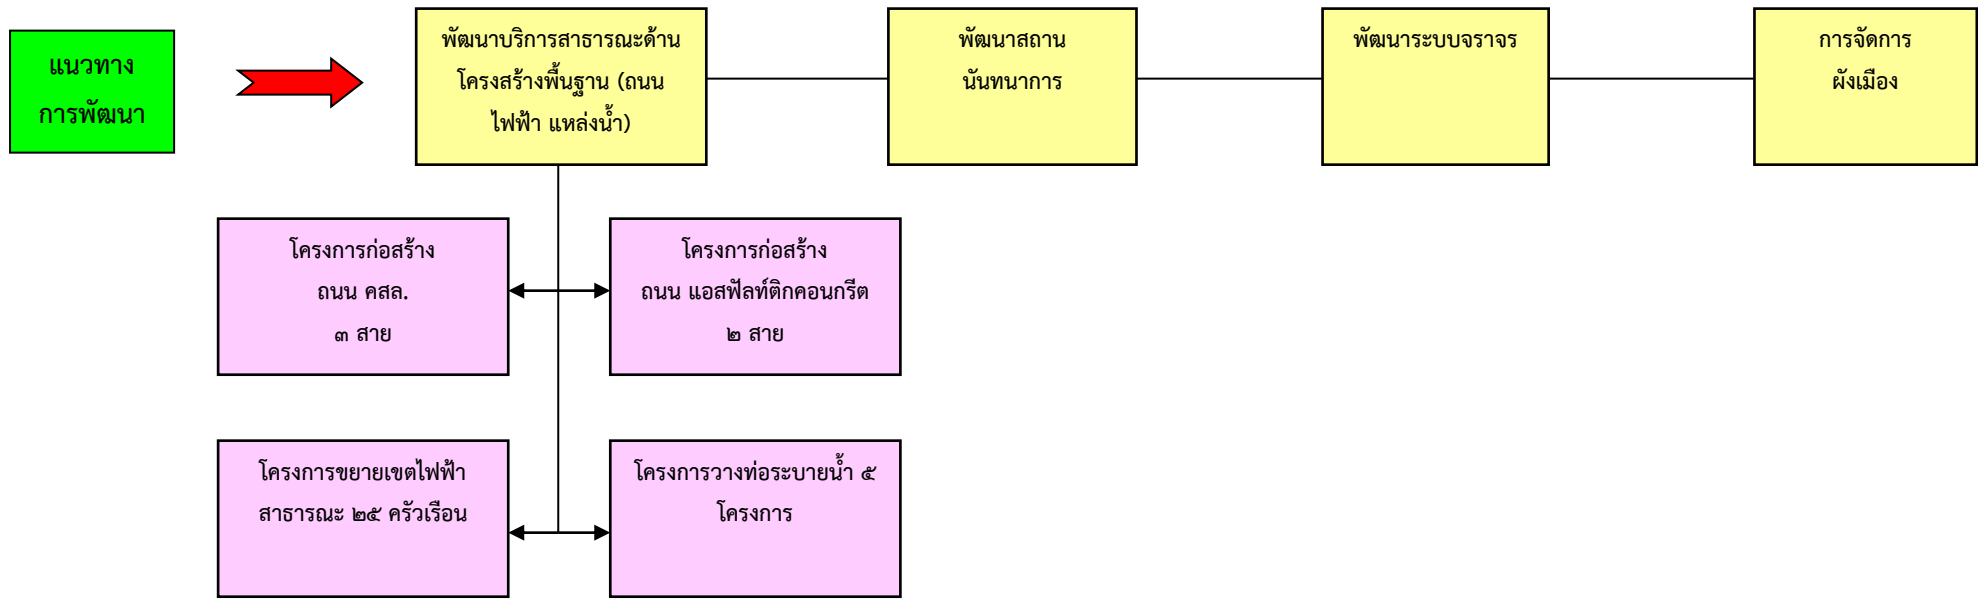 แนวทาง
การพัฒนา
พัฒนาบริการสาธารณะด้าน
โครงสร้างพื้นฐาน (ถนน
ไฟฟ้า แหล่งน้ำ)
พัฒนาสถาน
นันทนาการ
พัฒนาระบบจราจร
การจัดการ
ผังเมือง
โครงการก่อสร้าง
ถนน คสล.
๓ สาย
โครงการก่อสร้าง
ถนน แอสฟัลท์ติกคอนกรีต
๒ สาย
โครงการขยายเขตไฟฟ้า
สาธารณะ ๒๕ ครัวเรือน
โครงการวางท่อระบายน้ำ ๕
โครงการ